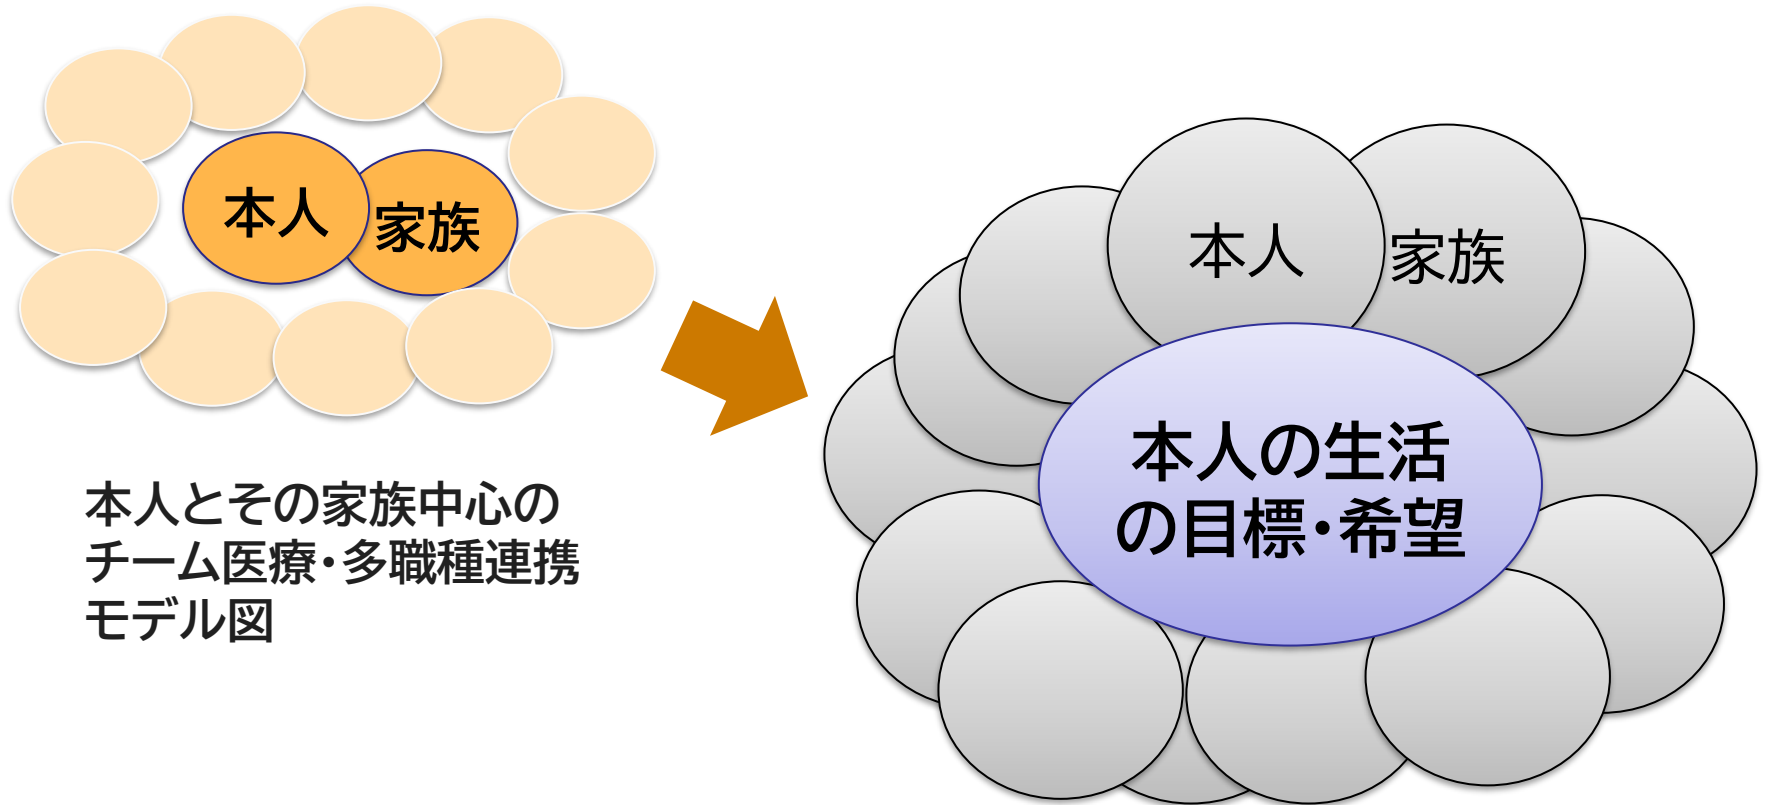 本人
家族
本人とその家族中心の
チーム医療・多職種連携
モデル図
本人
家族
本人の生活
の目標・希望